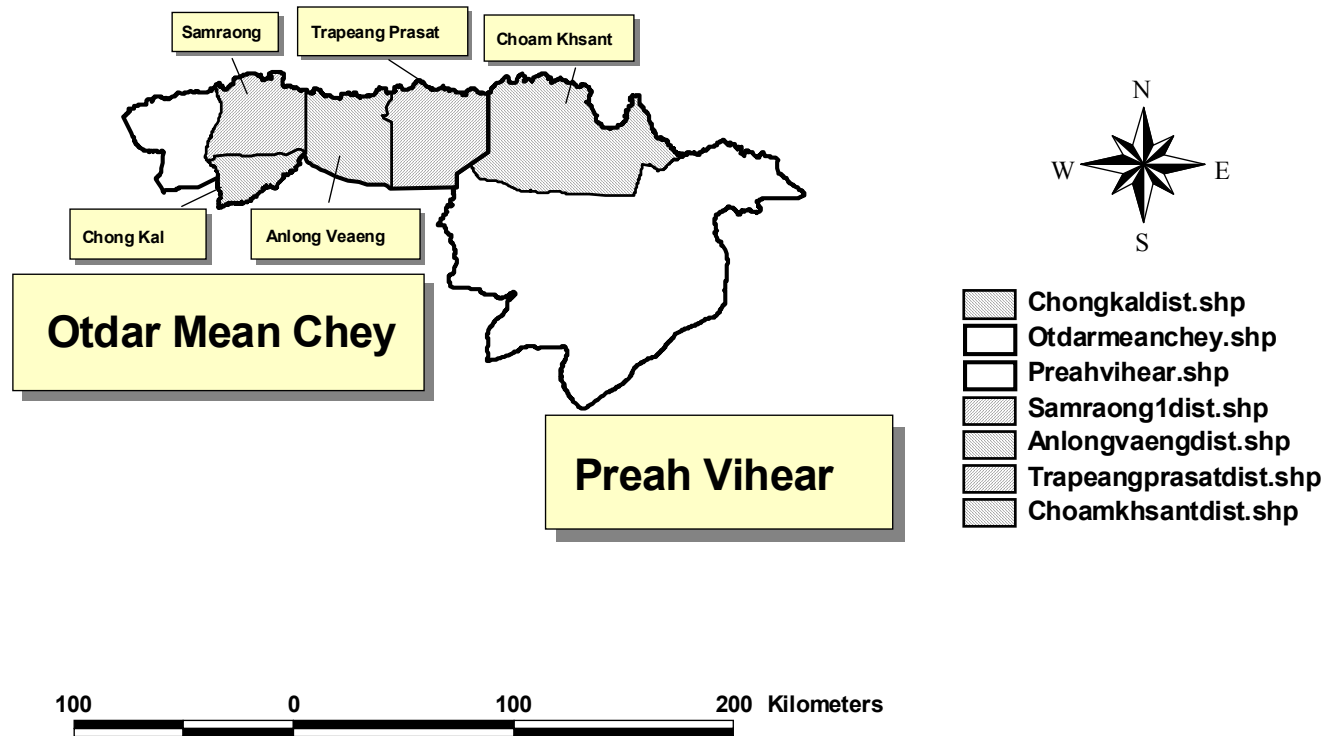 Samraong
Trapeang Prasat
Choam Khsant
N
W
E
S
Chong Kal
Anlong Veaeng
Otdar Mean Chey
Preah Vihear
Chongkaldist.shp
Otdarmeanchey.shp
Preahvihear.shp
Samraong1dist.shp
Anlongvaengdist.shp
Trapeangprasatdist.shp
Choamkhsantdist.shp
100 0 100 200 Kilometers